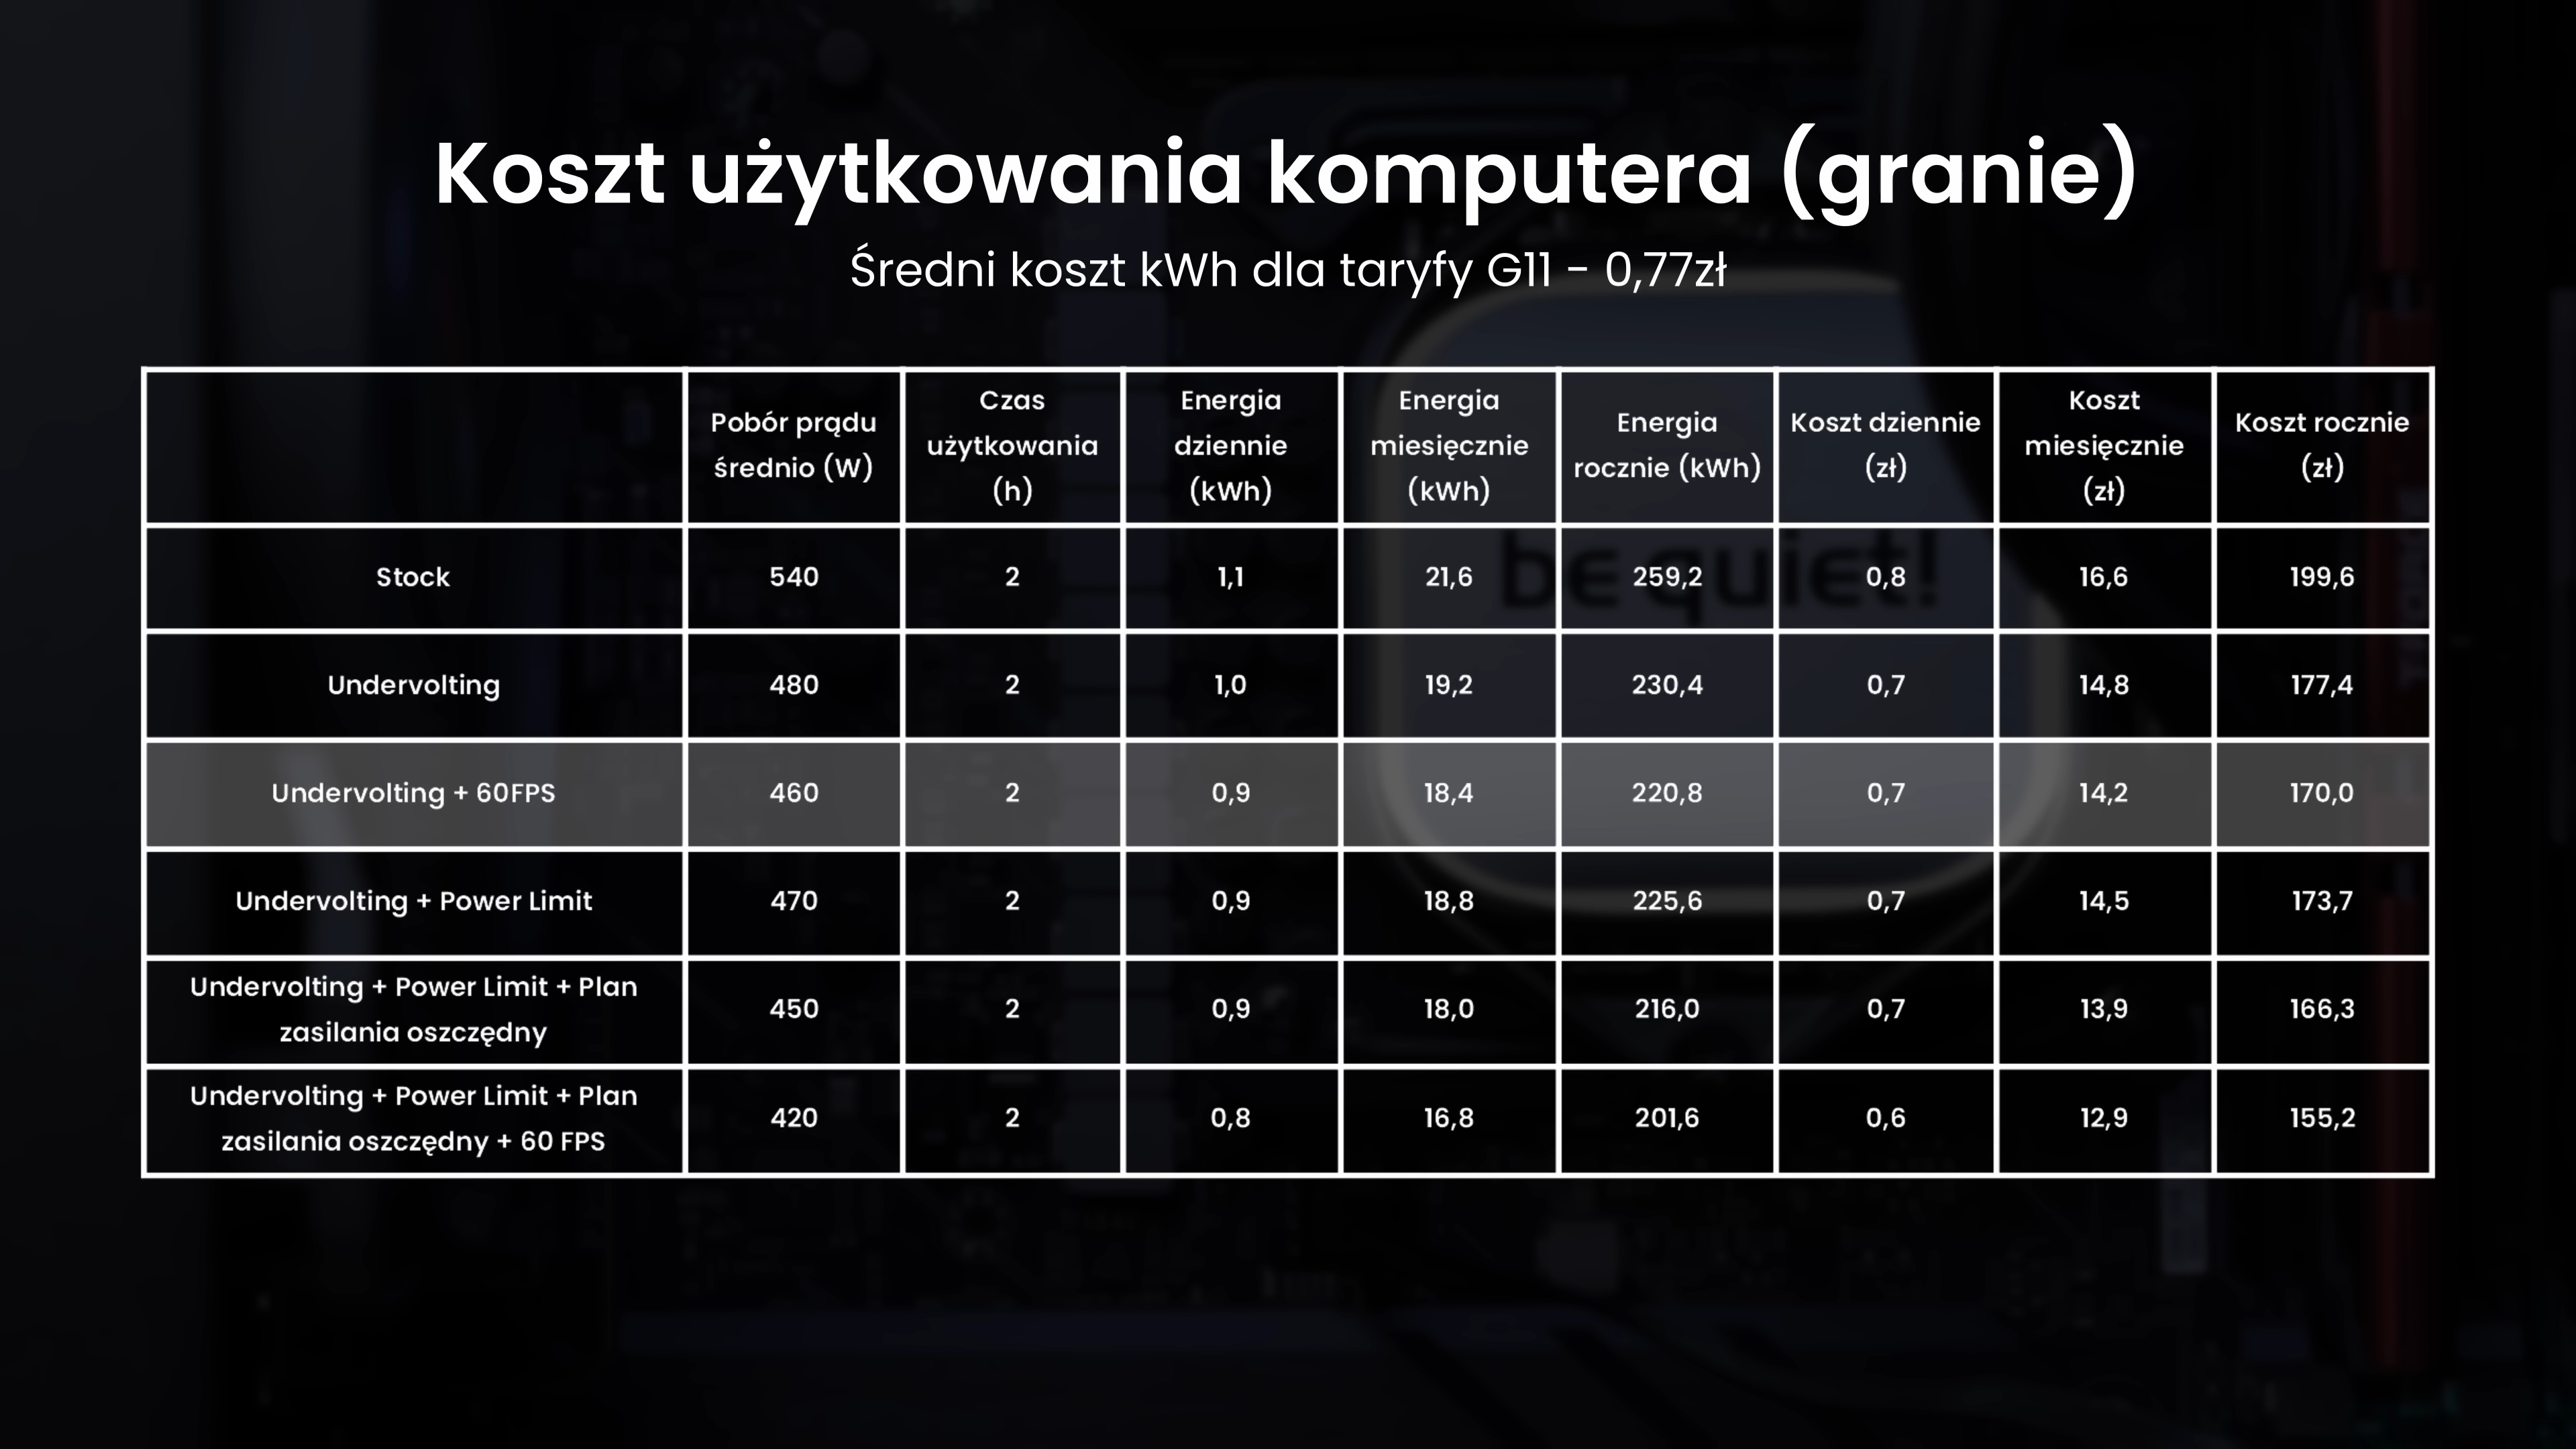 Koszt użytkowania komputera (granie)
Średni koszt kWh dla taryfy G11 - 0,77zł
Pobór prądu
średnio (W)
Czas
użytkowania
(h)
Energia
dziennie
(kWh)
Energia
miesięcznie
(kWh)
Energia
rocznie (kWh)
Koszt dziennie
(zł)
Koszt
miesięcznie
(zł)
Koszt rocznie
(zł)
Stock 540 2 1,1 21,6 259,2 0,8 16,6 199,6
be quiet!
Undervolting 480 2 1,0 19,2 230,4 0,7 14,8 177,4
Undervolting + 60FPS 460 2 0,9 18,4 220,8 0,7 14,2 170,0
Undervolting + Power Limit 470 2 0,9 18,8 225,6 0,7 14,5 173,7
Undervolting + Power Limit + Plan
zasilania oszczędny 450 2 0,9 18,0 216,0 0,7 13,9 166,3
Undervolting + Power Limit + Plan
zasilania oszczędny + 60 FPS 420 2 0,8 16,8 201,6 0,6 12,9 155,2